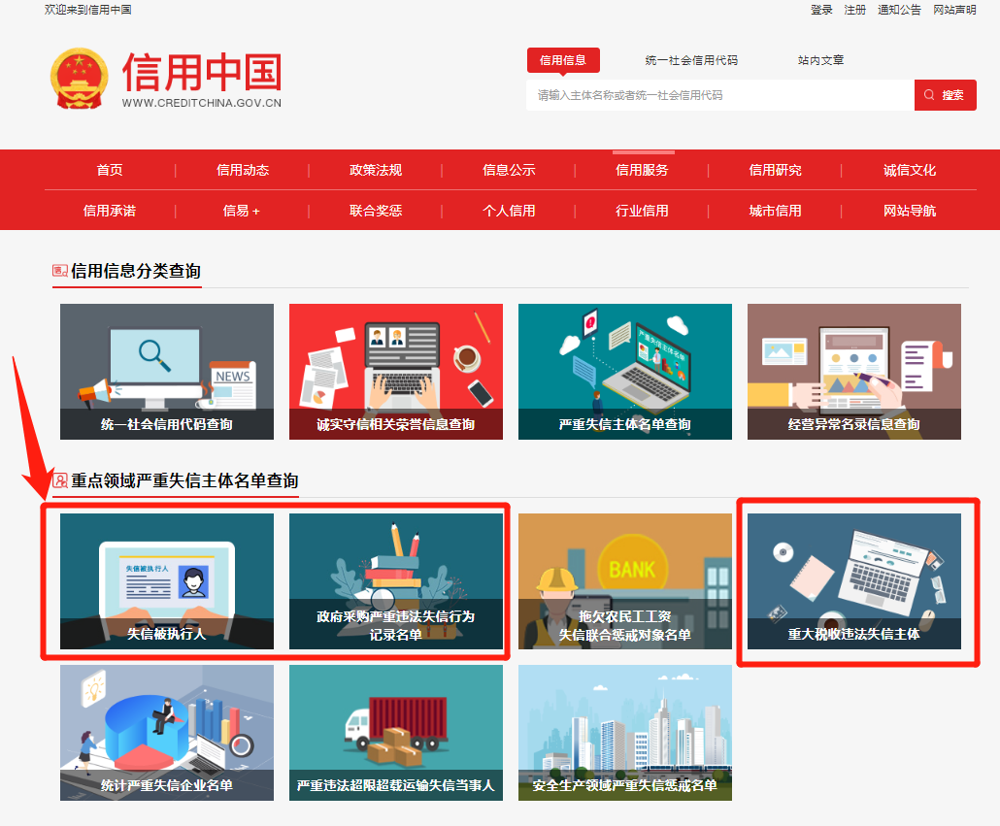 欢迎来到信用中国
登录 注册 通知公告 网站声明
信用中国
WWW.CREDITCHINA.GOV.CN
信用信息 统一社会信用代码 站内文章
请输入主体名称或者统一社会信用代码
搜索
首页 | 信用动态 | 政策法规 | 信息公示 | 信用服务 | 信用研究 | 诚信文化
信用承诺 | 信易 + | 联合奖惩 | 个人信用 | 行业信用 | 城市信用 | 网站导航
信用信息分类查询
NEWS
严重失信主体名单
统一社会信用代码查询
诚实守信相关荣誉信息查询
严重失信主体名单查询
经营异常名录信息查询
重点领域严重失信主体名单查询
失信被执行人
失信被执行人
政府采购严重违法失信行为
记录名单
BANK
拖欠农民工工资
失信联合惩戒对象名单
重大税收违法失信主体
统计严重失信企业名单
严重违法超限超载运输失信当事人
安全生产领域严重失信惩戒名单